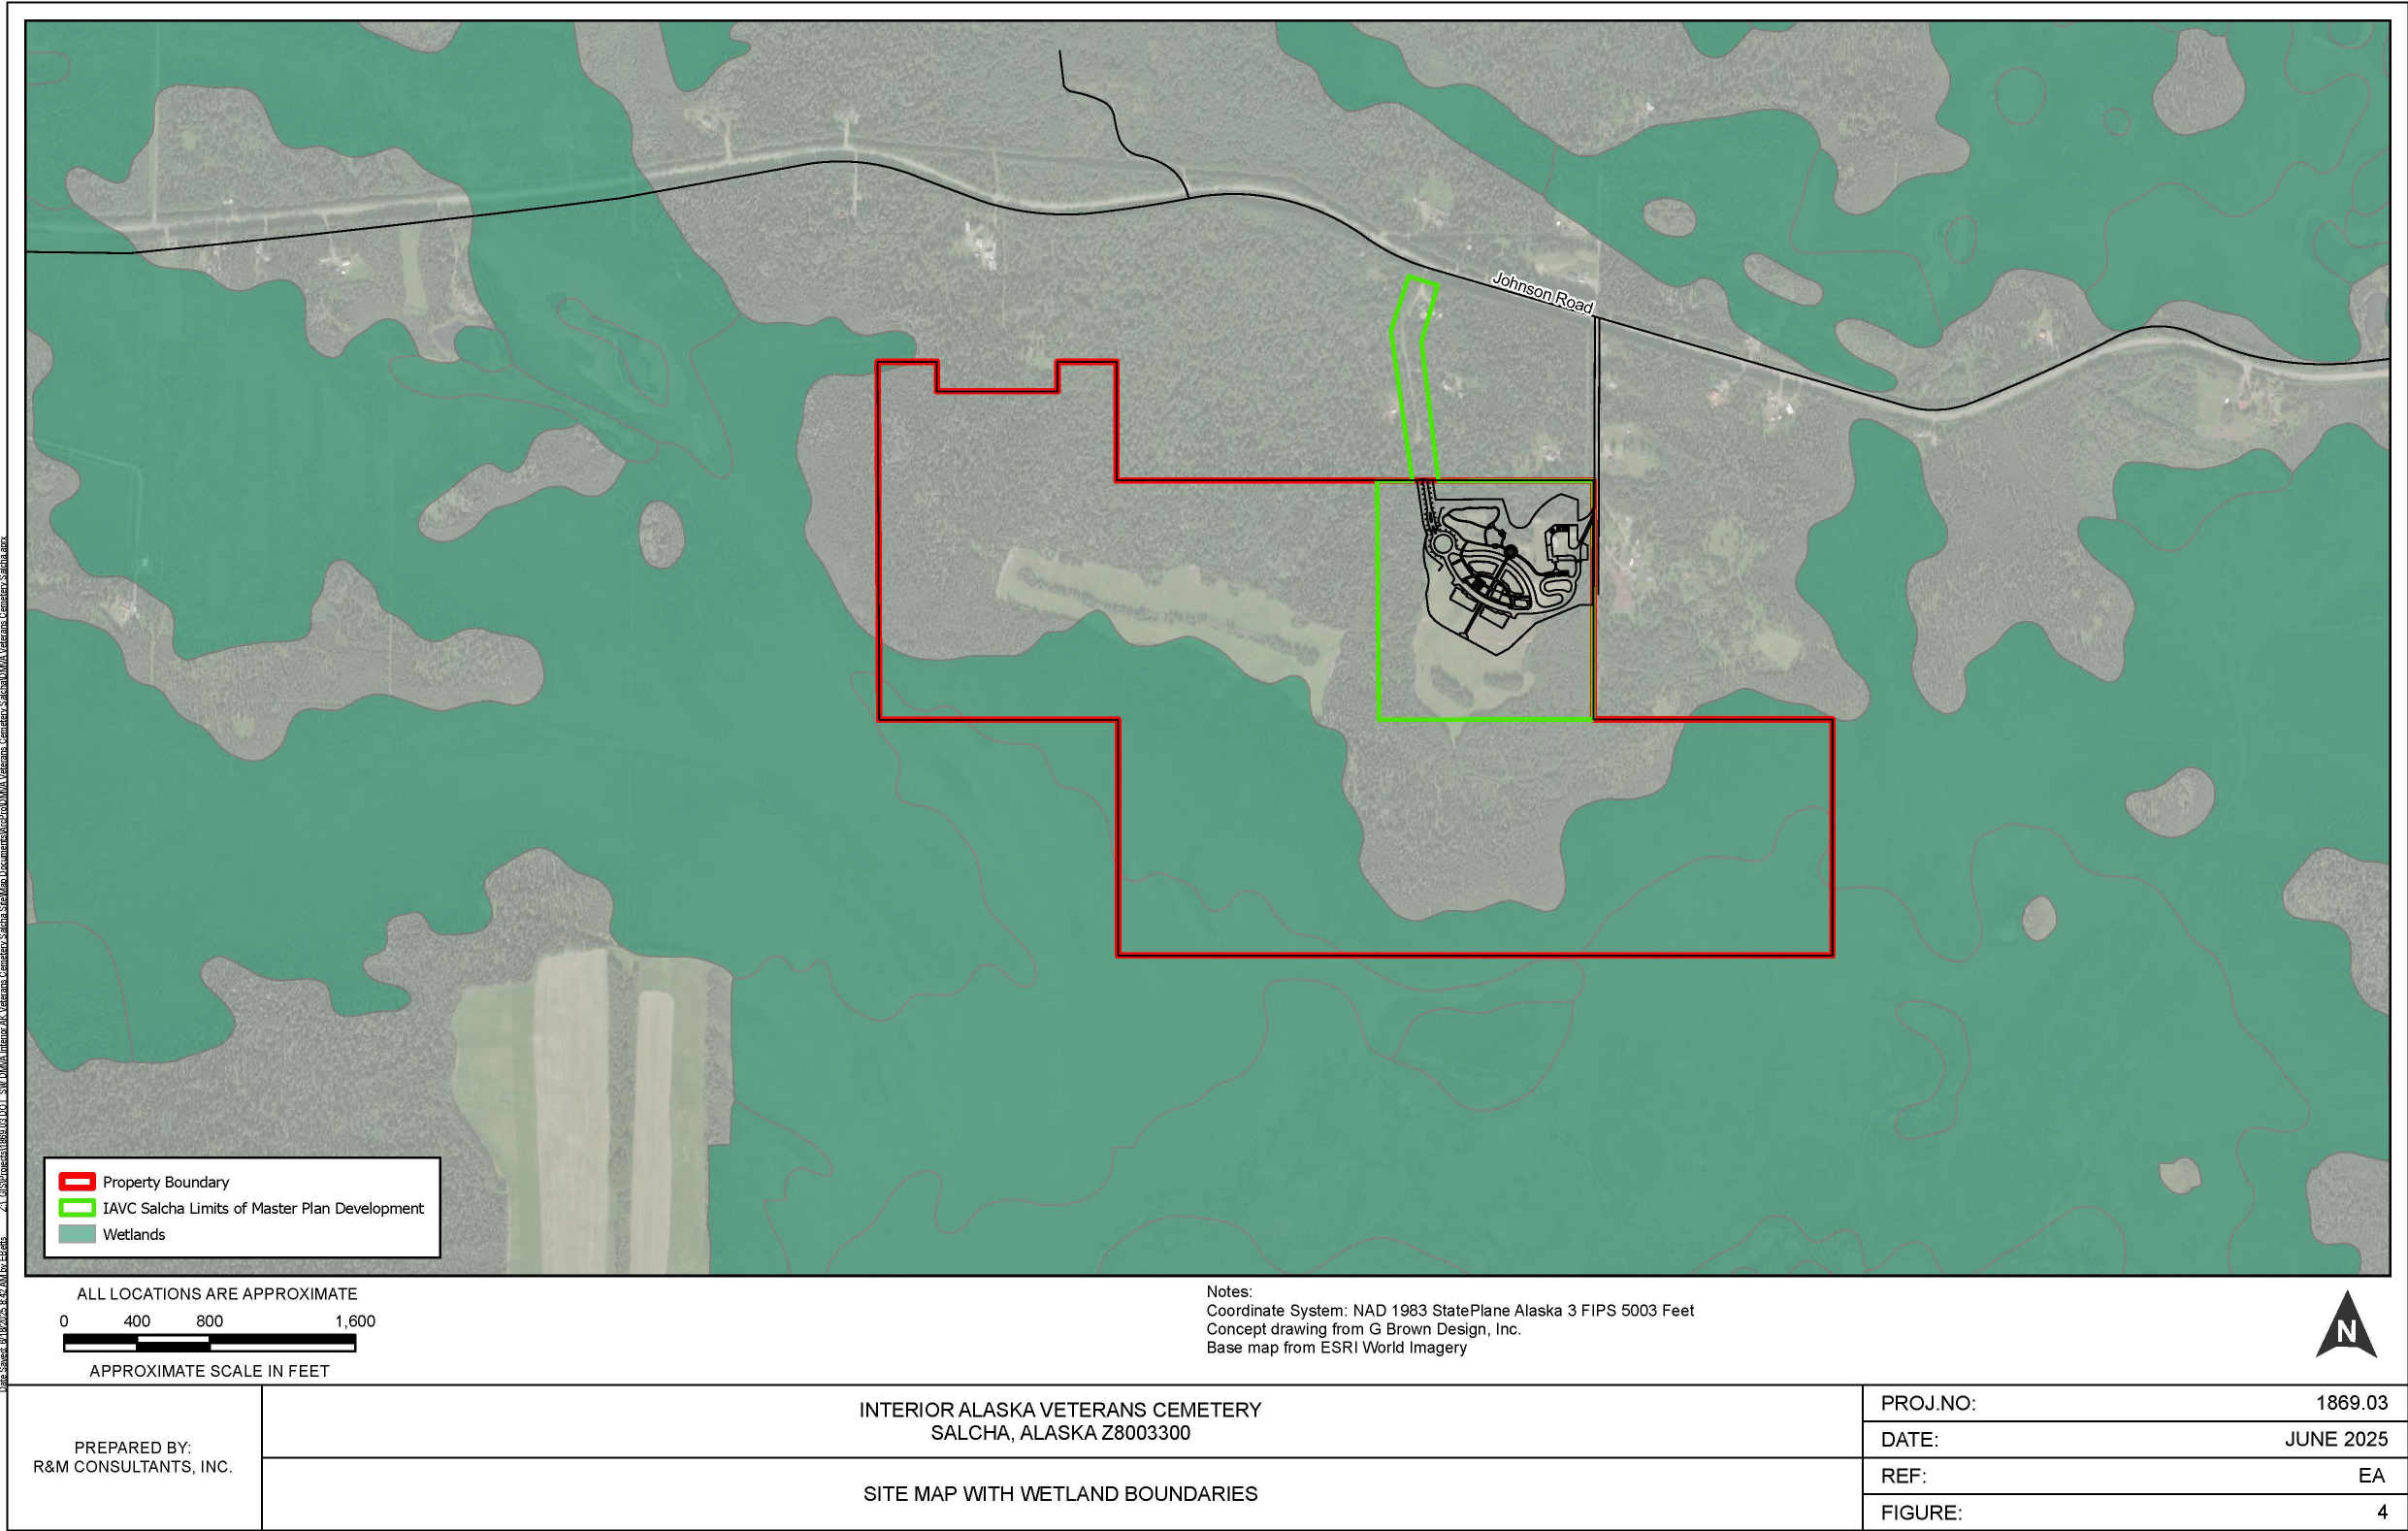 Johnson Road
Property Boundary
IAVC Salcha Limits of Master Plan Development
Wetlands
ALL LOCATIONS ARE APPROXIMATE
0 400 800 1,600
APPROXIMATE SCALE IN FEET
Notes:
Coordinate System: NAD 1983 StatePlane Alaska 3 FIPS 5003 Feet
Concept drawing from G Brown Design, Inc.
Base map from ESRI World Imagery
N
PREPARED BY:
R&M CONSULTANTS, INC.
INTERIOR ALASKA VETERANS CEMETERY
SALCHA, ALASKA Z8003300
SITE MAP WITH WETLAND BOUNDARIES
PROJ.NO: 1869.03
DATE: JUNE 2025
REF: EA
FIGURE: 4